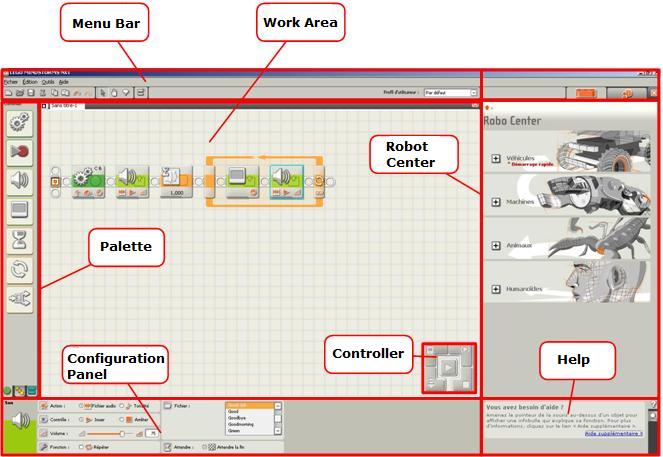 Menu Bar
Work Area
LEGO MINDSTORMS NXT
Fichier Édition Outils Aide
Profil d'utilisateur : Par défaut
Sans titre-1
Robo Center
Robot
Center
Véhicules
* Démarrage rapide
Machines
Animaux
Humanoïdes
1,000
CB
Palette
Configuration
Panel
Controller
Help
Son
Action : Fichier audio Tonalité
Contrôle : Jouer Arrêter
Volume : 75
Fonction : Répéter
Fichier :
Good
Goodbye
Goodmorning
Green
Attendre : Attendre la fin
Vous avez besoin d'aide ?
Amenez le pointeur de la souris au-dessus d'un objet pour
afficher une infobulle qui explique sa fonction. Pour plus
d'informations, cliquez sur le lien « Aide supplémentaire ».
Aide supplémentaire »